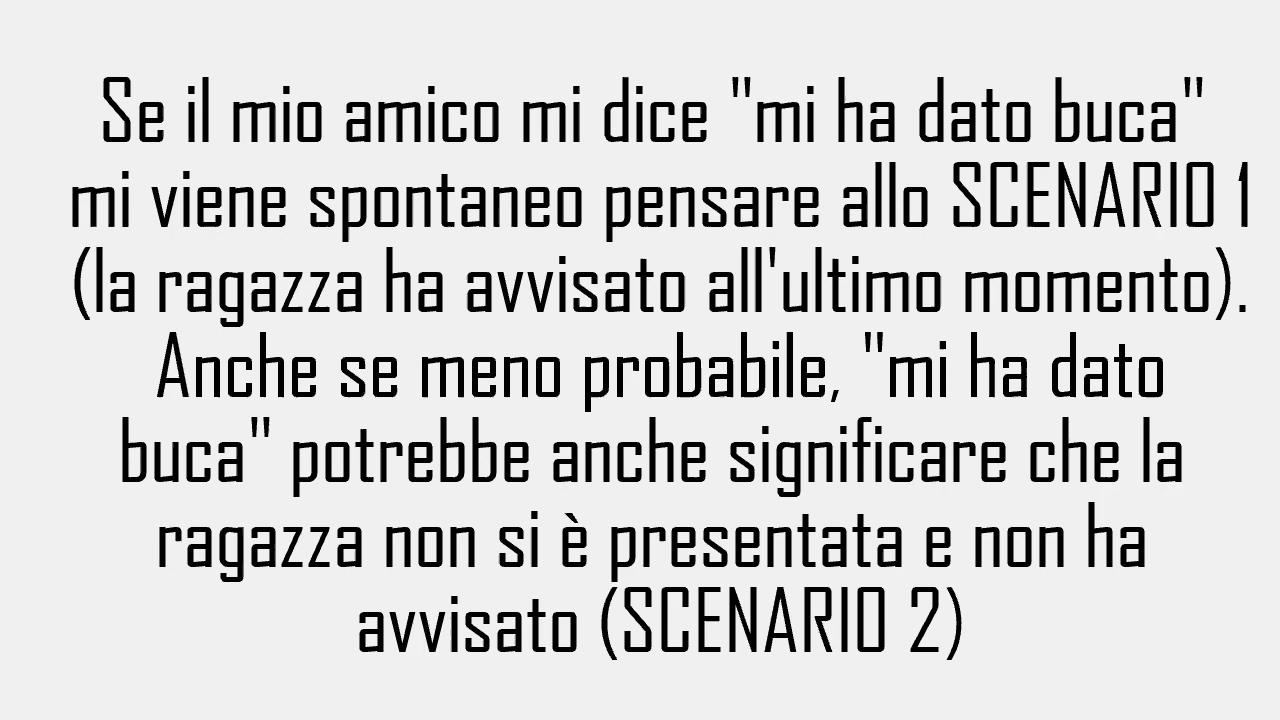 Se il mio amico mi dice "mi ha dato buca"
mi viene spontaneo pensare allo SCENARIO 1
(la ragazza ha avvisato all'ultimo momento).
Anche se meno probabile, "mi ha dato
buca" potrebbe anche significare che la
ragazza non si è presentata e non ha
avvisato (SCENARIO 2)